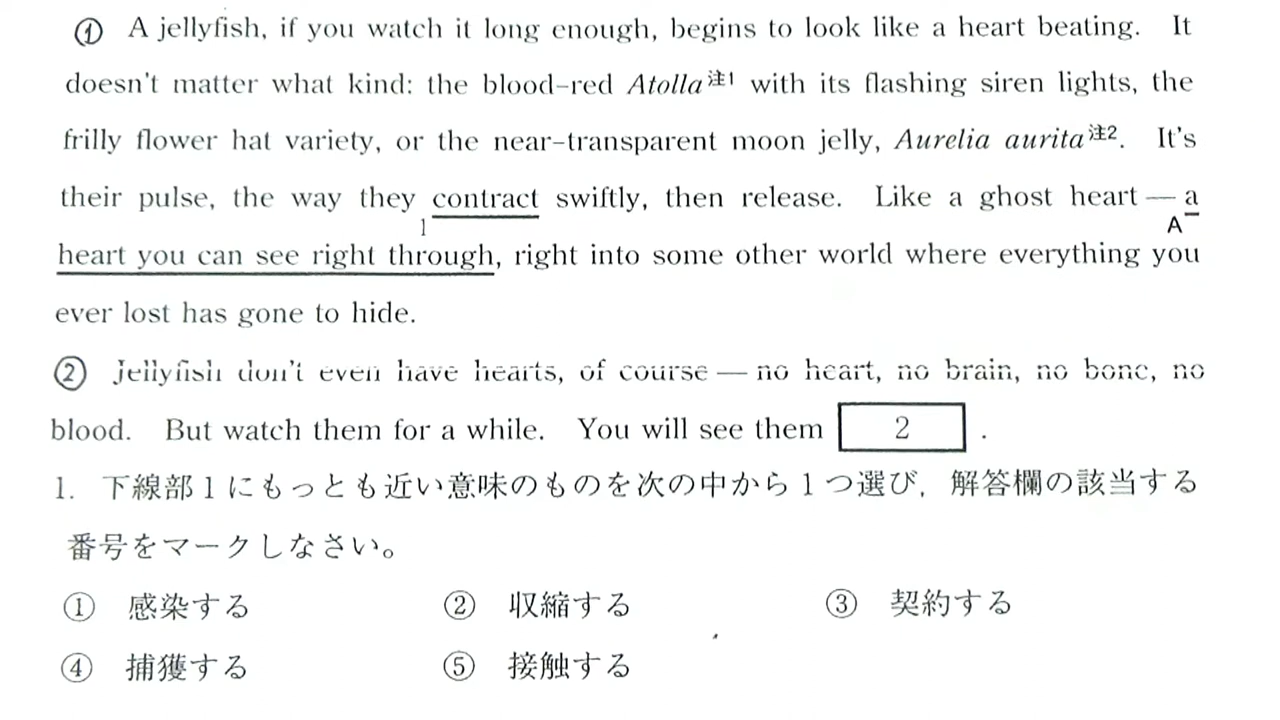 ① A jellyfish, if you watch it long enough, begins to look like a heart beating. It
doesn't matter what kind: the blood-red Atolla注1 with its flashing siren lights, the
frilly flower hat variety, or the near-transparent moon jelly, Aurelia aurita注2. It's
their pulse, the way they contract swiftly, then release. Like a ghost heart — a
1 A
heart you can see right through, right into some other world where everything you
ever lost has gone to hide.
② Jellyfish don't even have hearts, of course — no heart, no brain, no bone, no
blood. But watch them for a while. You will see them 2 .
1. 下線部1にもっとも近い意味のものを次の中から1つ選び,解答欄の該当する
番号をマークしなさい。
① 感染する ② 収縮する ③ 契約する
④ 捕獲する ⑤ 接触する